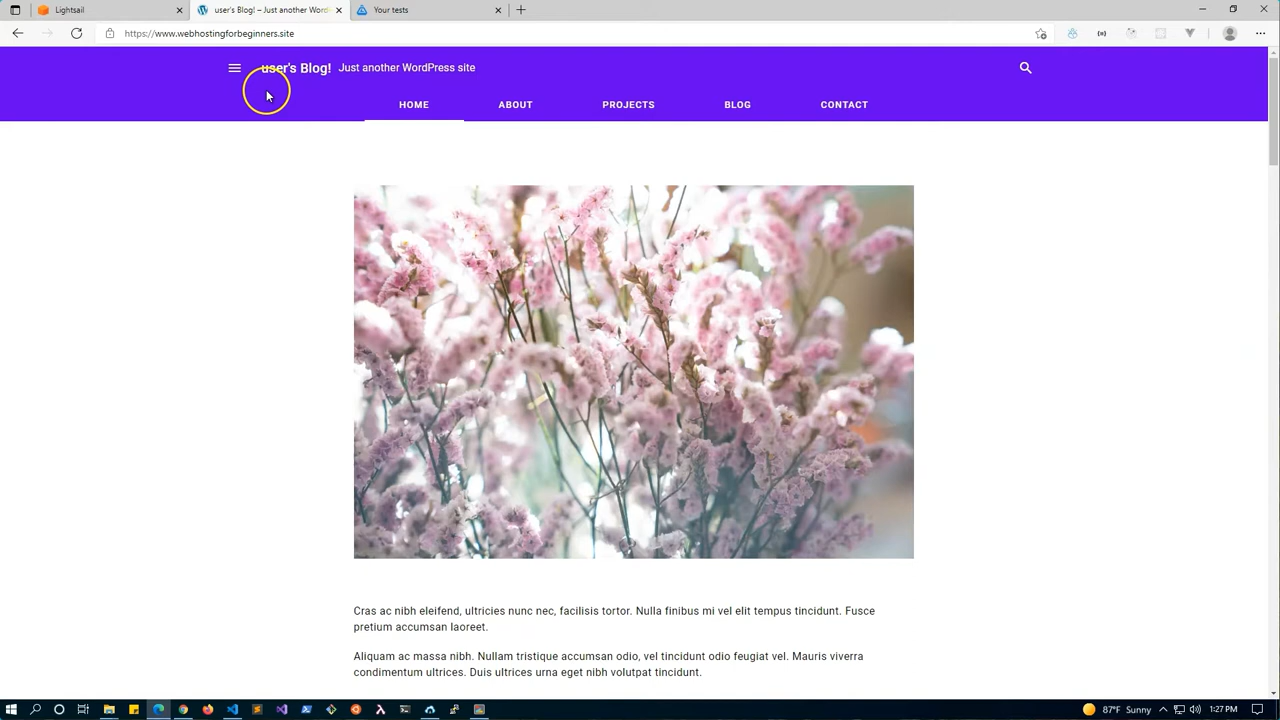 Lightsail
user's Blog! – Just another Word
Your tests
https://www.webhostingforbeginners.site
user's Blog! Just another WordPress site
HOME ABOUT PROJECTS BLOG CONTACT
Cras ac nibh eleifend, ultricies nunc nec, facilisis tortor. Nulla finibus mi vel elit tempus tincidunt. Fusce
pretium accumsan laoreet.
Aliquam ac massa nibh. Nullam tristique accumsan odio, vel tincidunt odio feugiat vel. Mauris viverra
condimentum ultrices. Duis ultrices urna eget nibh volutpat tincidunt.
87°F Sunny 1:27 PM